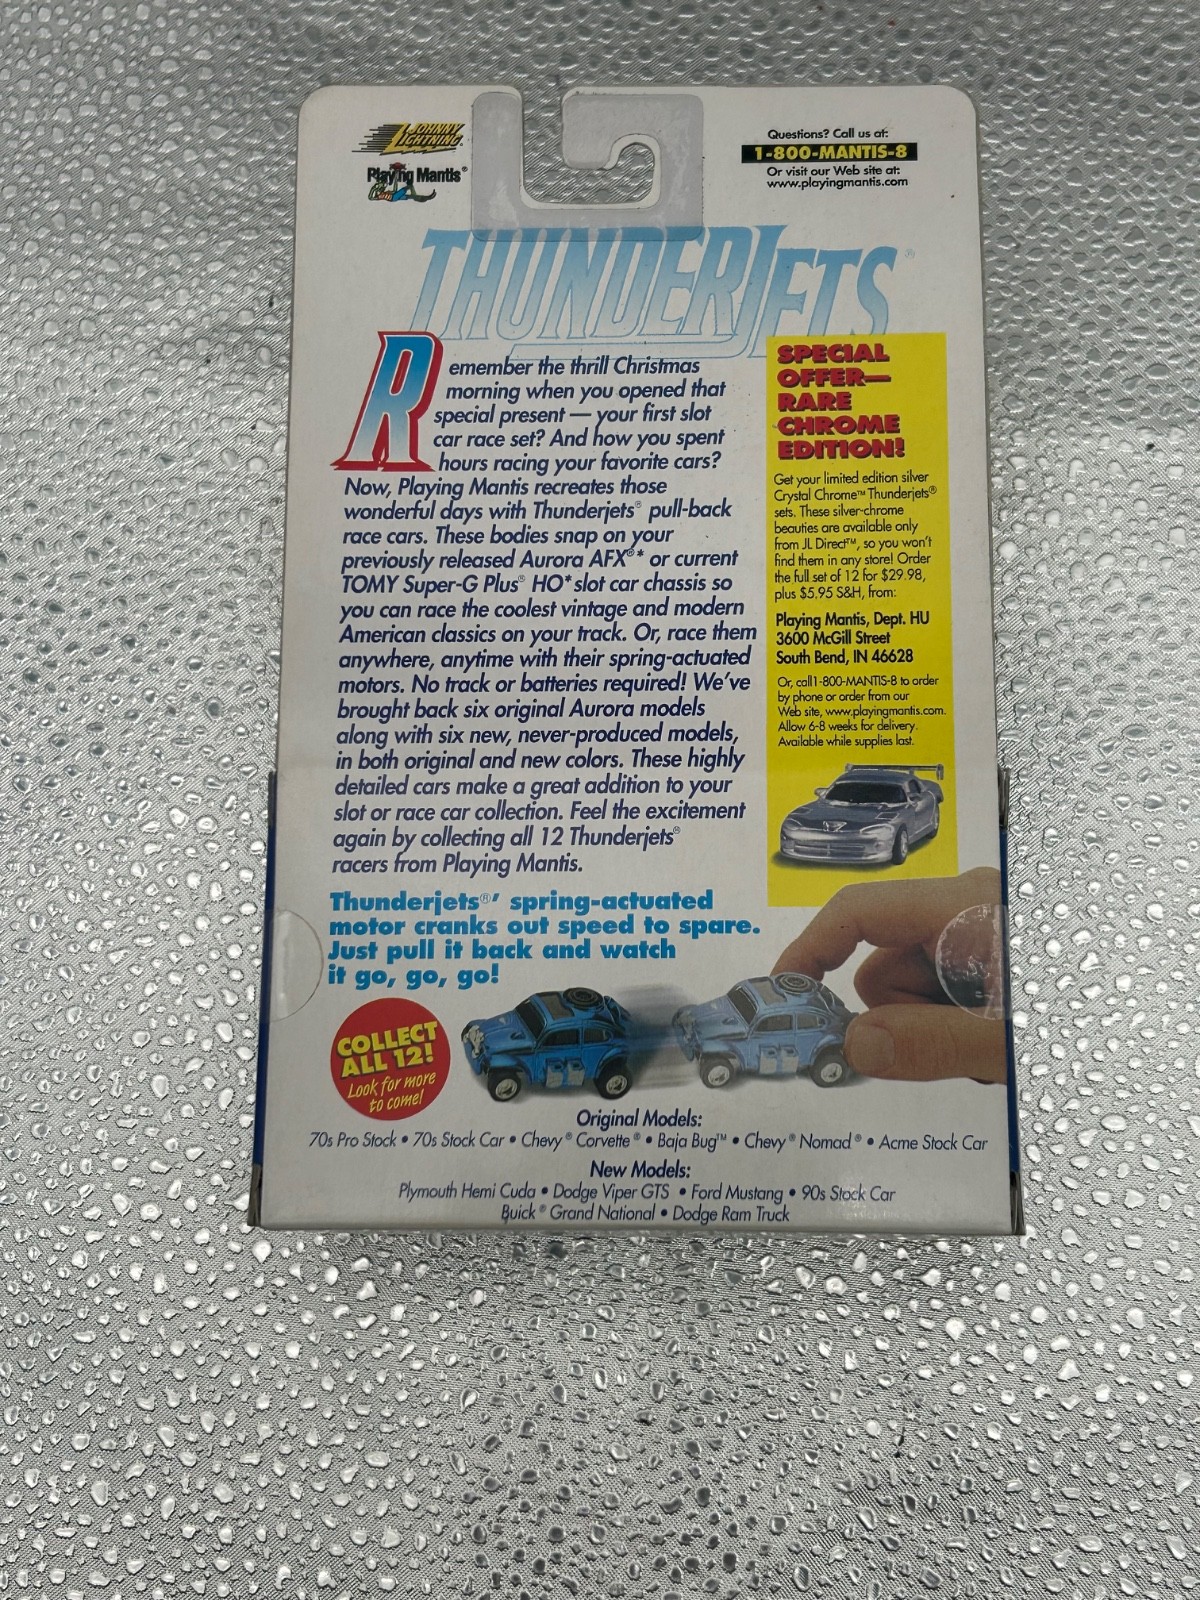 JOHNNY
LIGHTNING
Playing Mantis®
Questions? Call us at:
1-800-MANTIS-8
Or visit our Web site at:
www.playingmantis.com
THUNDERJETS®
Remember the thrill Christmas
morning when you opened that
special present — your first slot
car race set? And how you spent
hours racing your favorite cars?
Now, Playing Mantis recreates those
wonderful days with Thunderjets® pull-back
race cars. These bodies snap on your
previously released Aurora AFX®* or current
TOMY Super-G Plus® HO* slot car chassis so
you can race the coolest vintage and modern
American classics on your track. Or, race them
anywhere, anytime with their spring-actuated
motors. No track or batteries required! We've
brought back six original Aurora models
along with six new, never-produced models,
in both original and new colors. These highly
detailed cars make a great addition to your
slot or race car collection. Feel the excitement
again by collecting all 12 Thunderjets®
racers from Playing Mantis.
SPECIAL
OFFER—
RARE
CHROME
EDITION!
Get your limited edition silver
Crystal Chrome™ Thunderjets®
sets. These silver-chrome
beauties are available only
from JL Direct™, so you won't
find them in any store! Order
the full set of 12 for $29.98,
plus $5.95 S&H, from:
Playing Mantis, Dept. HU
3600 McGill Street
South Bend, IN 46628
Or, call 1-800-MANTIS-8 to order
by phone or order from our
Web site, www.playingmantis.com.
Allow 6-8 weeks for delivery.
Available while supplies last.
Thunderjets®' spring-actuated
motor cranks out speed to spare.
Just pull it back and watch
it go, go, go!
COLLECT
ALL 12!
Look for more
to come!
Original Models:
70s Pro Stock • 70s Stock Car • Chevy® Corvette® • Baja Bug™ • Chevy® Nomad® • Acme Stock Car
New Models:
Plymouth Hemi Cuda • Dodge Viper GTS • Ford Mustang • 90s Stock Car
Buick® Grand National • Dodge Ram Truck